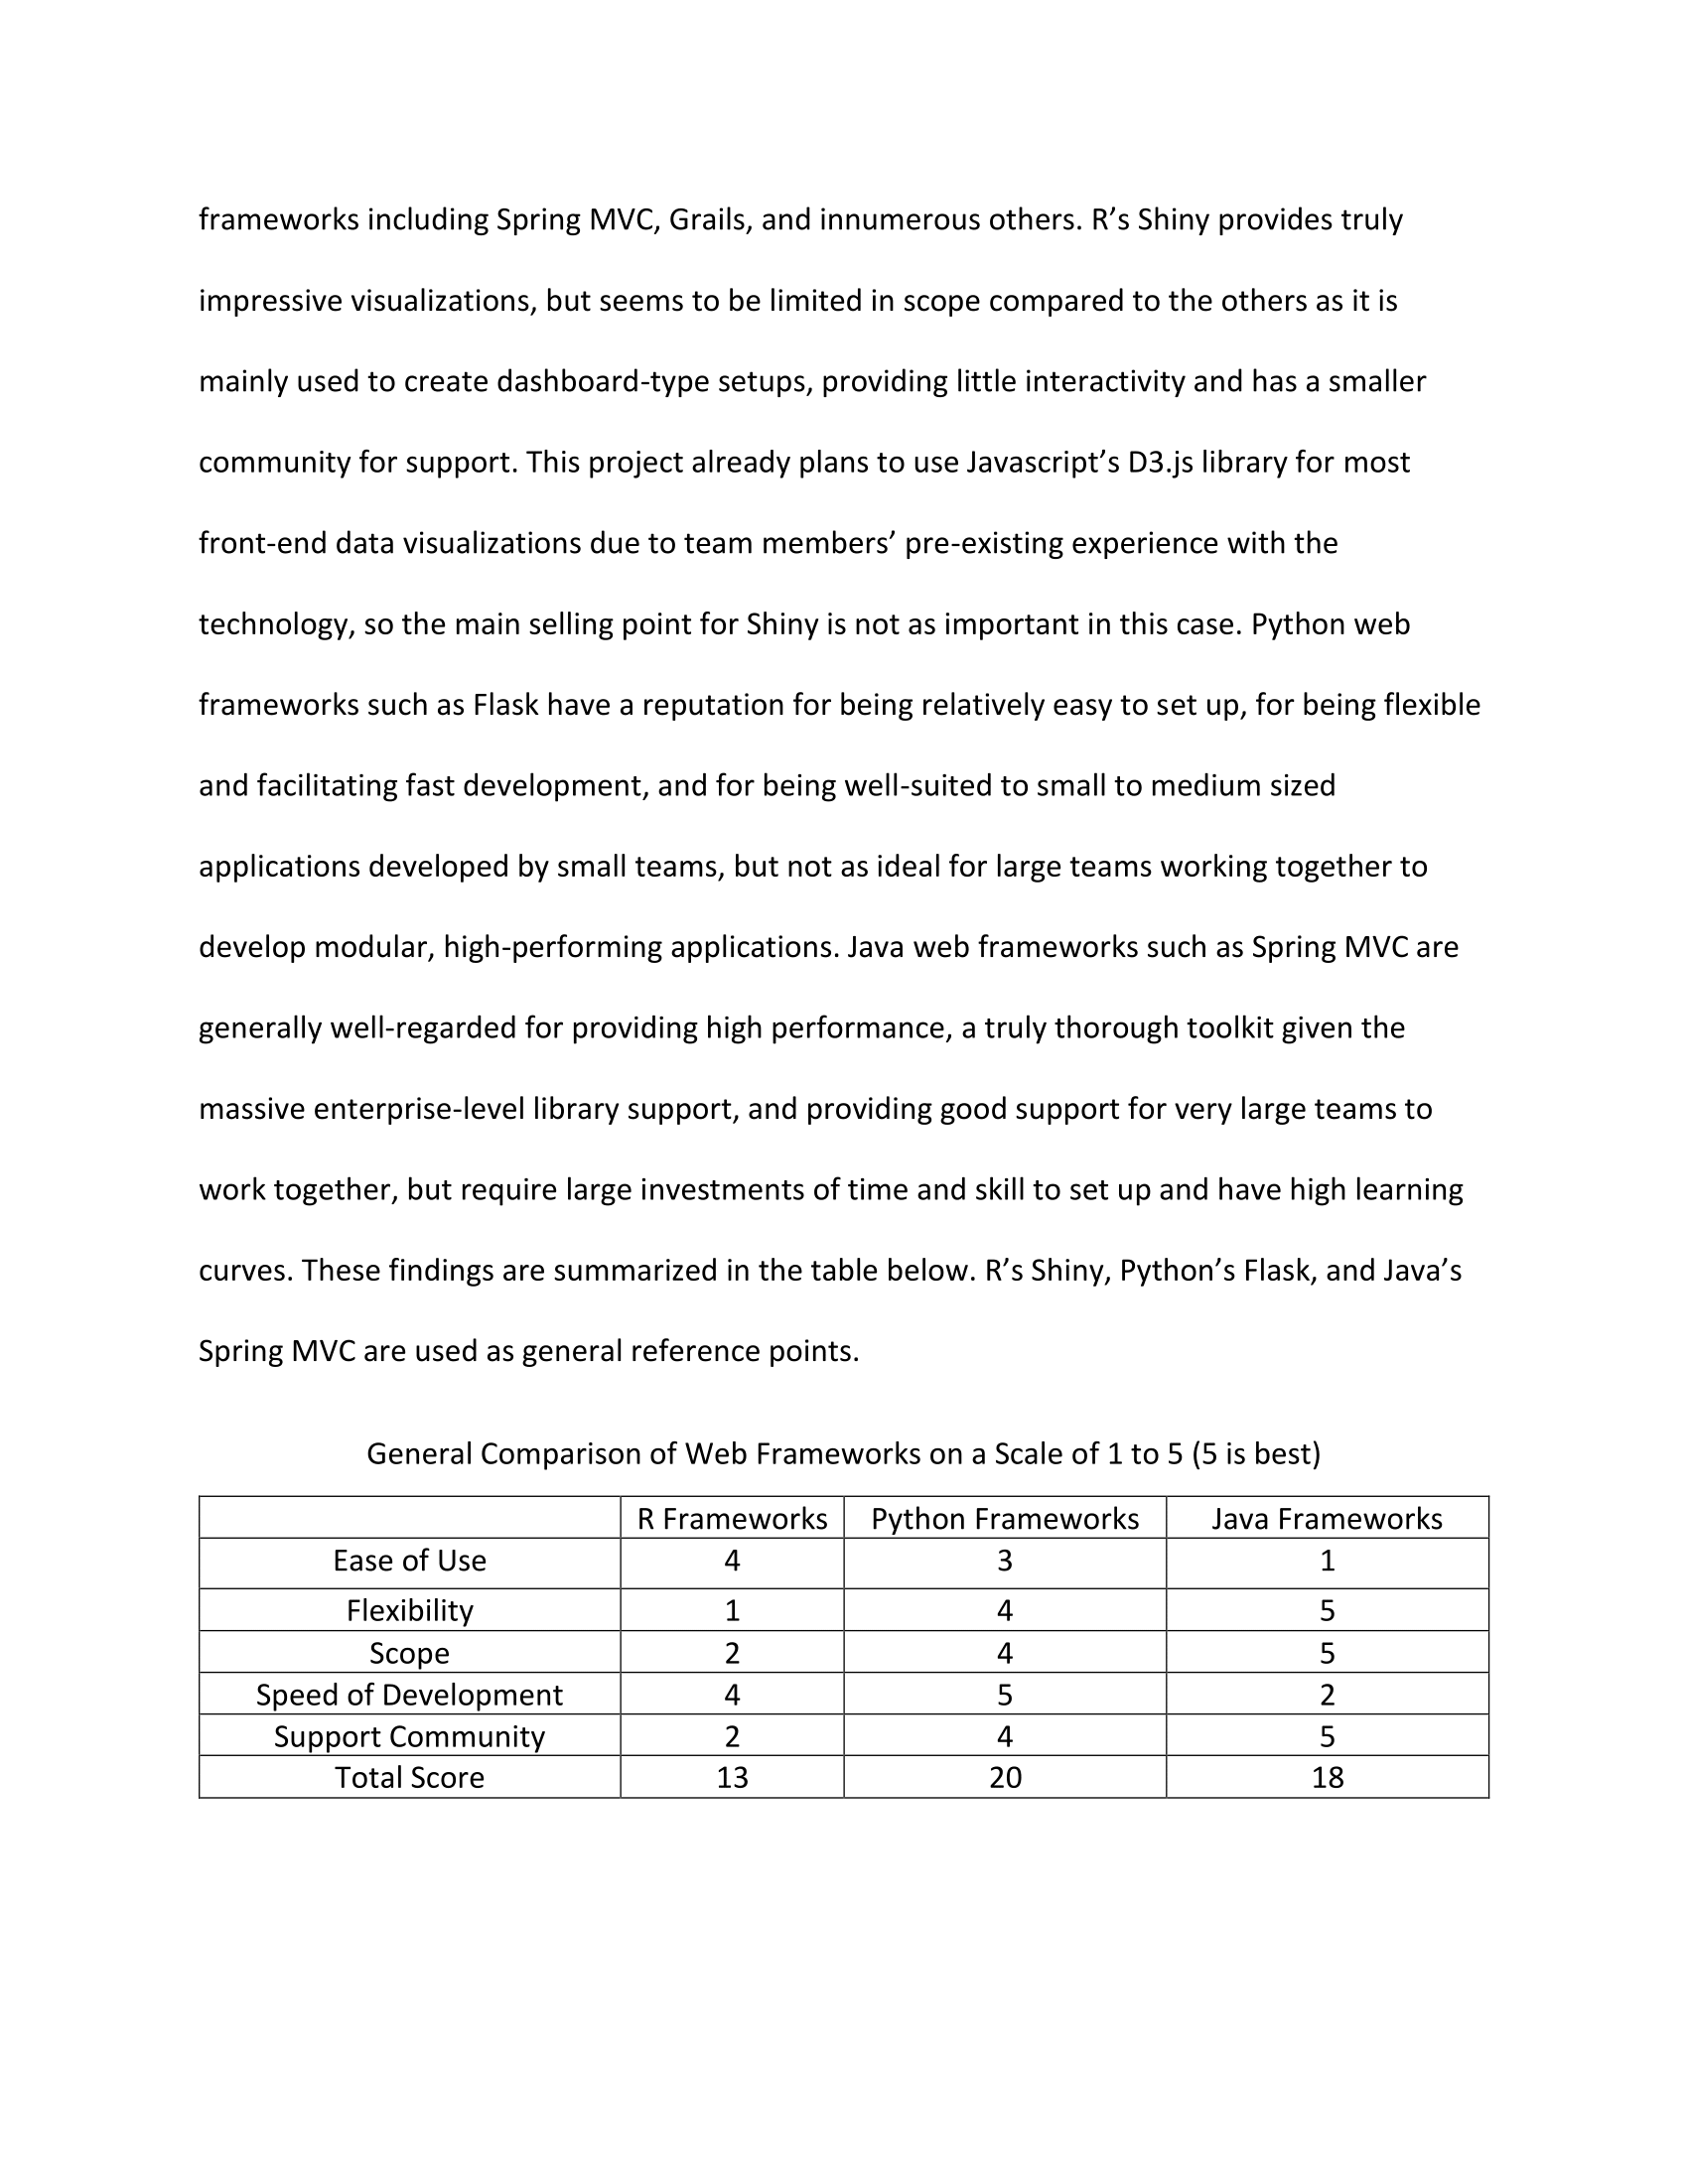 frameworks including Spring MVC, Grails, and innumerous others. R’s Shiny provides truly
impressive visualizations, but seems to be limited in scope compared to the others as it is
mainly used to create dashboard-type setups, providing little interactivity and has a smaller
community for support. This project already plans to use Javascript’s D3.js library for most
front-end data visualizations due to team members’ pre-existing experience with the
technology, so the main selling point for Shiny is not as important in this case. Python web
frameworks such as Flask have a reputation for being relatively easy to set up, for being flexible
and facilitating fast development, and for being well-suited to small to medium sized
applications developed by small teams, but not as ideal for large teams working together to
develop modular, high-performing applications. Java web frameworks such as Spring MVC are
generally well-regarded for providing high performance, a truly thorough toolkit given the
massive enterprise-level library support, and providing good support for very large teams to
work together, but require large investments of time and skill to set up and have high learning
curves. These findings are summarized in the table below. R’s Shiny, Python’s Flask, and Java’s
Spring MVC are used as general reference points.
General Comparison of Web Frameworks on a Scale of 1 to 5 (5 is best)
R Frameworks Python Frameworks Java Frameworks
Ease of Use 4 3 1
Flexibility 1 4 5
Scope 2 4 5
Speed of Development 4 5 2
Support Community 2 4 5
Total Score 13 20 18